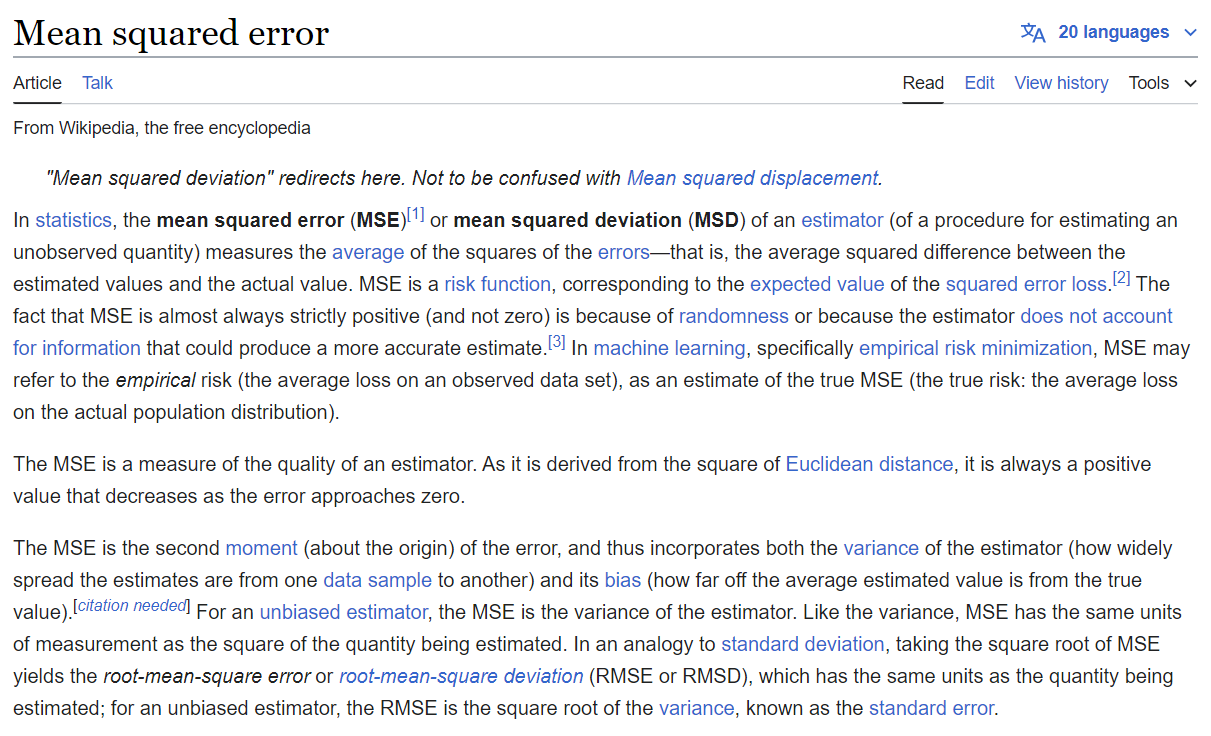 Mean squared error
20 languages
Article Talk Read Edit View history Tools
From Wikipedia, the free encyclopedia
"Mean squared deviation" redirects here. Not to be confused with Mean squared displacement.
In statistics, the mean squared error (MSE)[1] or mean squared deviation (MSD) of an estimator (of a procedure for estimating an
unobserved quantity) measures the average of the squares of the errors—that is, the average squared difference between the
estimated values and the actual value. MSE is a risk function, corresponding to the expected value of the squared error loss.[2] The
fact that MSE is almost always strictly positive (and not zero) is because of randomness or because the estimator does not account
for information that could produce a more accurate estimate.[3] In machine learning, specifically empirical risk minimization, MSE may
refer to the empirical risk (the average loss on an observed data set), as an estimate of the true MSE (the true risk: the average loss
on the actual population distribution).
The MSE is a measure of the quality of an estimator. As it is derived from the square of Euclidean distance, it is always a positive
value that decreases as the error approaches zero.
The MSE is the second moment (about the origin) of the error, and thus incorporates both the variance of the estimator (how widely
spread the estimates are from one data sample to another) and its bias (how far off the average estimated value is from the true
value).[citation needed] For an unbiased estimator, the MSE is the variance of the estimator. Like the variance, MSE has the same units
of measurement as the square of the quantity being estimated. In an analogy to standard deviation, taking the square root of MSE
yields the root-mean-square error or root-mean-square deviation (RMSE or RMSD), which has the same units as the quantity being
estimated; for an unbiased estimator, the RMSE is the square root of the variance, known as the standard error.